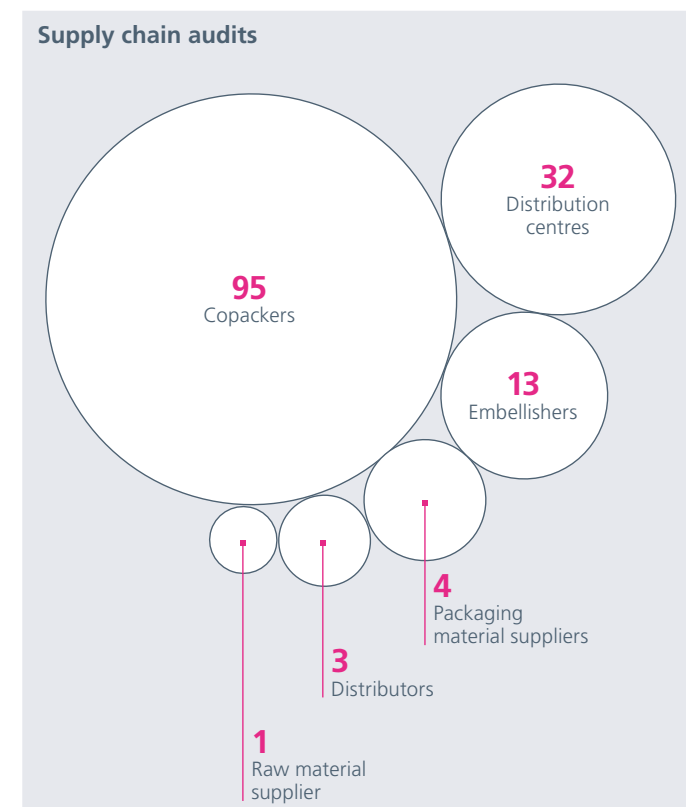 Supply chain audits
32
Distribution
centres
95
Copackers
13
Embellishers
4
Packaging
material suppliers
3
Distributors
1
Raw material
supplier